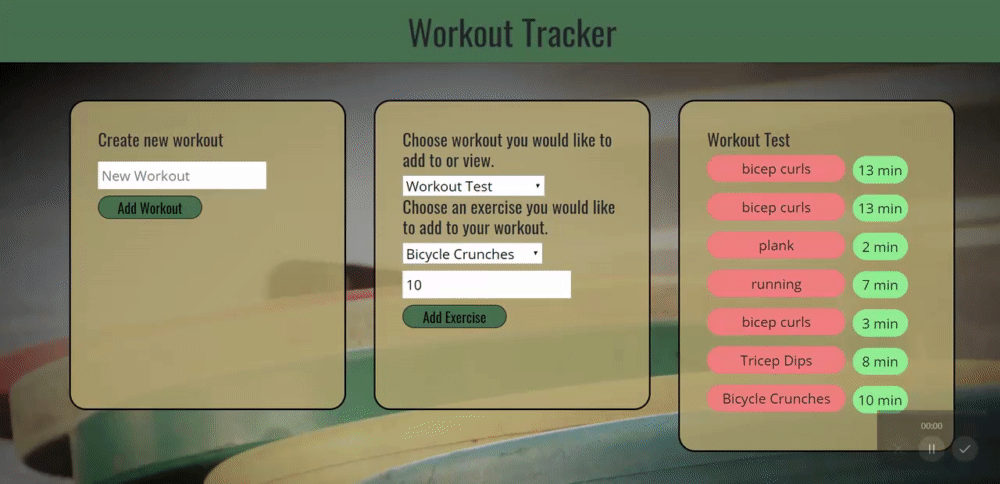 Workout Tracker
Create new workout
New Workout
Add Workout
Choose workout you would like to
add to or view.
Workout Test
Choose an exercise you would like
to add to your workout.
Bicycle Crunches
10
Add Exercise
Workout Test
bicep curls 13 min
bicep curls 13 min
plank 2 min
running 7 min
bicep curls 3 min
Tricep Dips 8 min
Bicycle Crunches 10 min
00:00